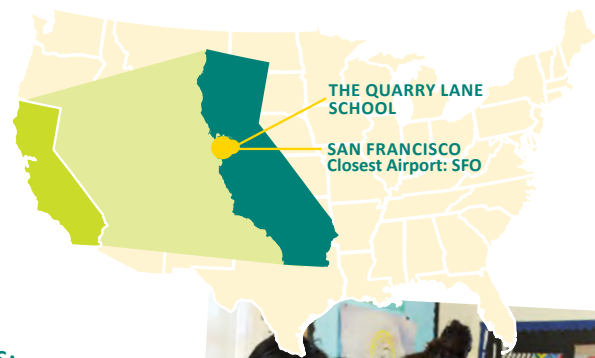 THE QUARRY LANE
SCHOOL
SAN FRANCISCO
Closest Airport: SFO